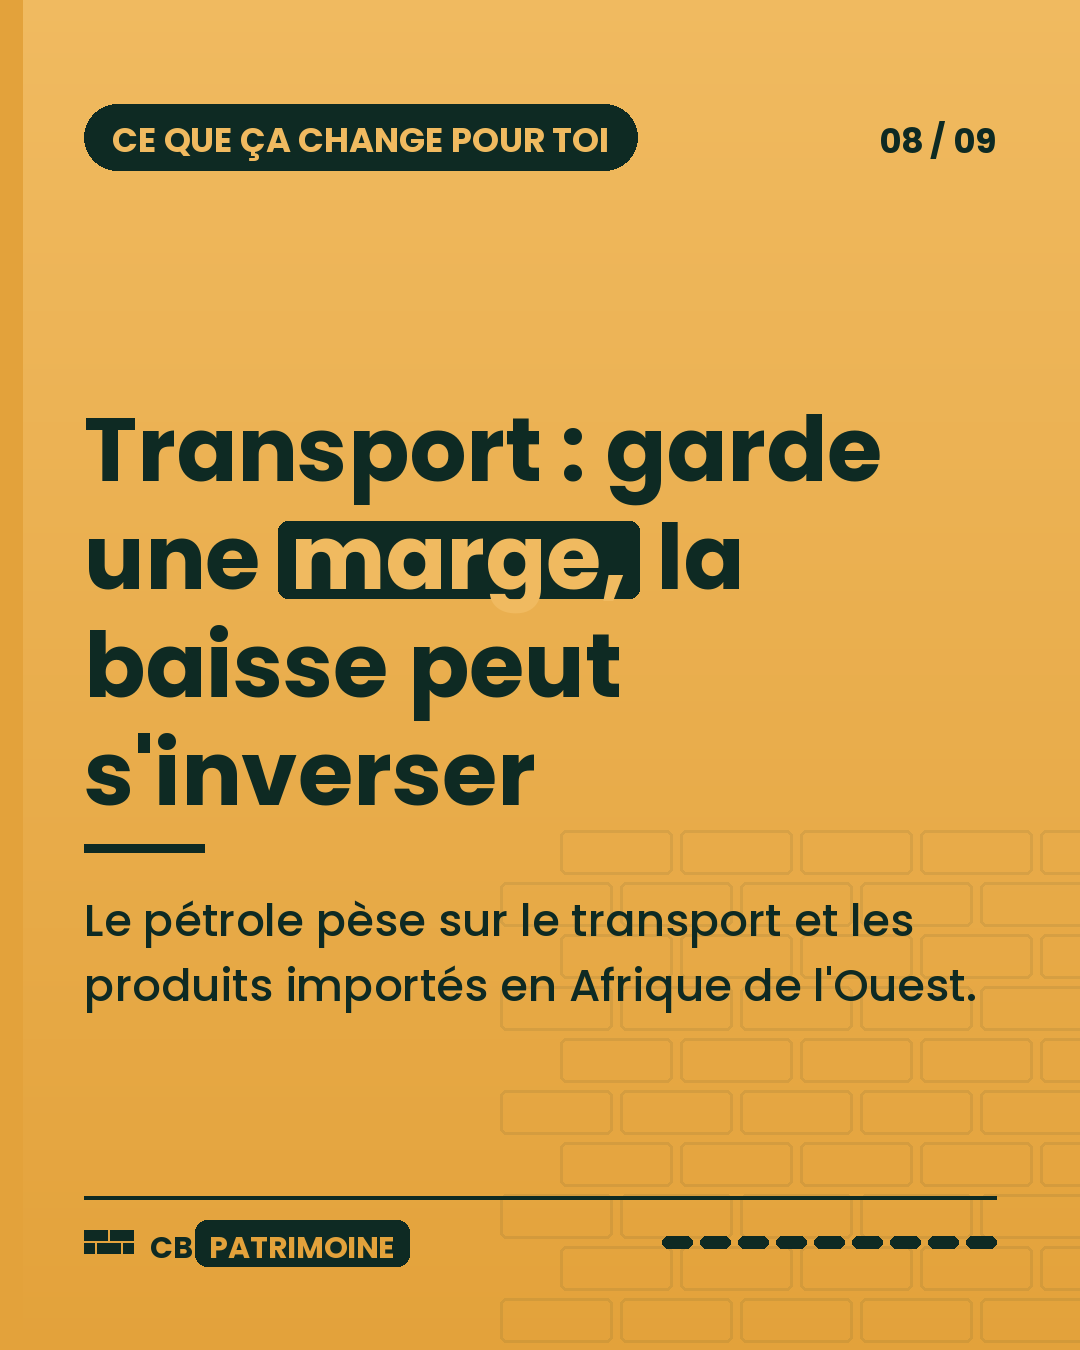 CE QUE ÇA CHANGE POUR TOI
08 / 09
Transport : garde
une marge, la
baisse peut
s'inverser
Le pétrole pèse sur le transport et les
produits importés en Afrique de l'Ouest.
CB PATRIMOINE